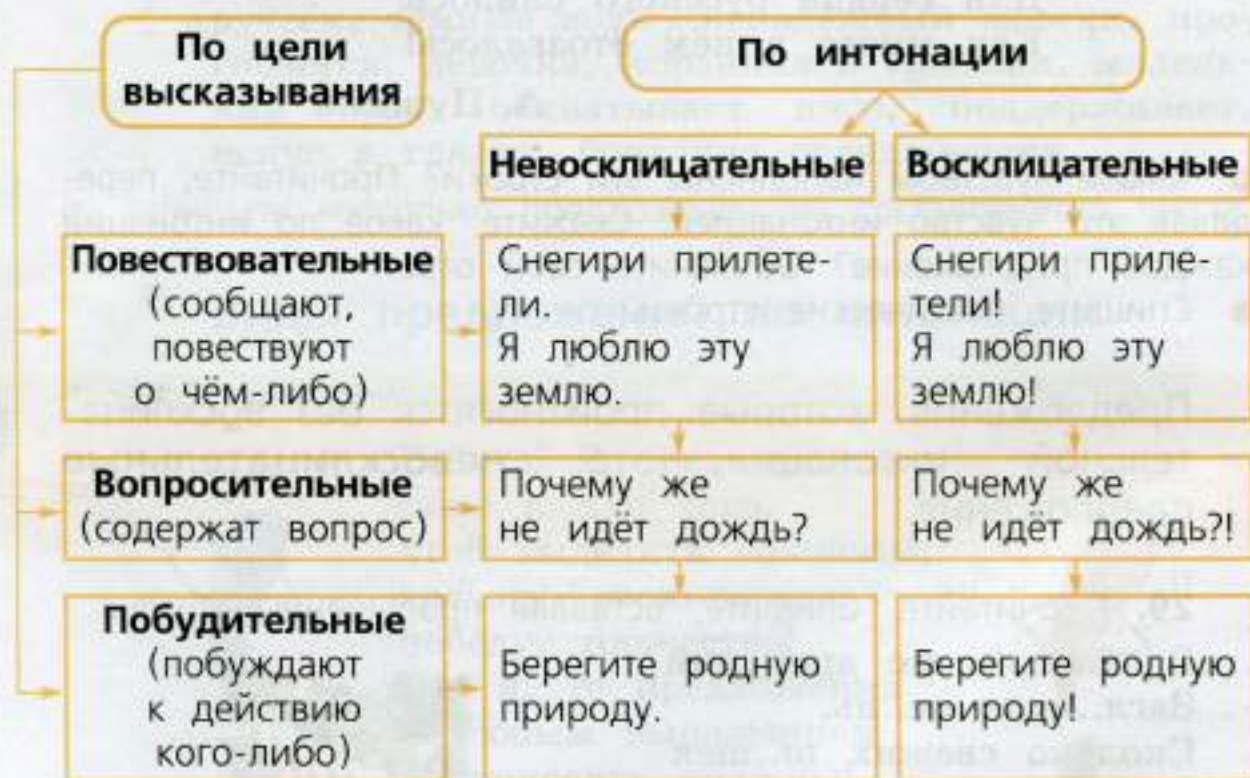 По цели
высказывания
По интонации
Невосклицательные
Восклицательные
Повествовательные
(сообщают,
повествуют
о чём-либо)
Снегири прилете-
ли.
Я люблю эту
землю.
Снегири приле-
тели!
Я люблю эту
землю!
Вопросительные
(содержат вопрос)
Почему же
не идёт дождь?
Почему же
не идёт дождь?!
Побудительные
(побуждают
к действию
кого-либо)
Берегите родную
природу.
Берегите родную
природу!